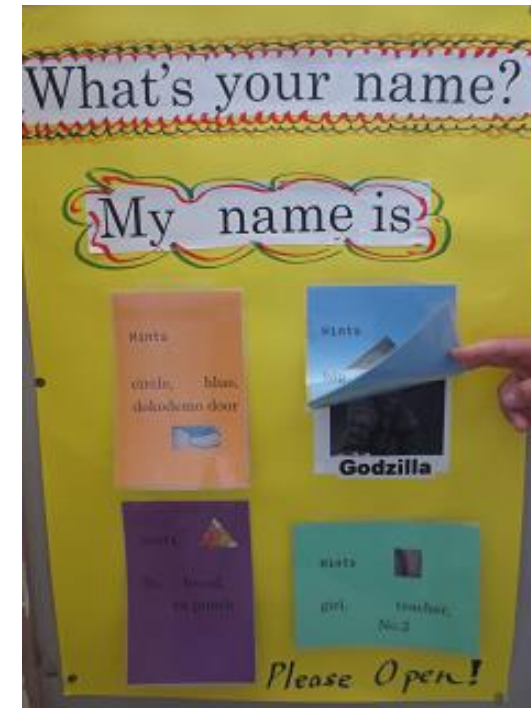 What's your name?
My name is
Hints
circle, blue,
dokodemo door
Hints
Godzilla
Hints
girl, teacher,
No.2
Please Open!